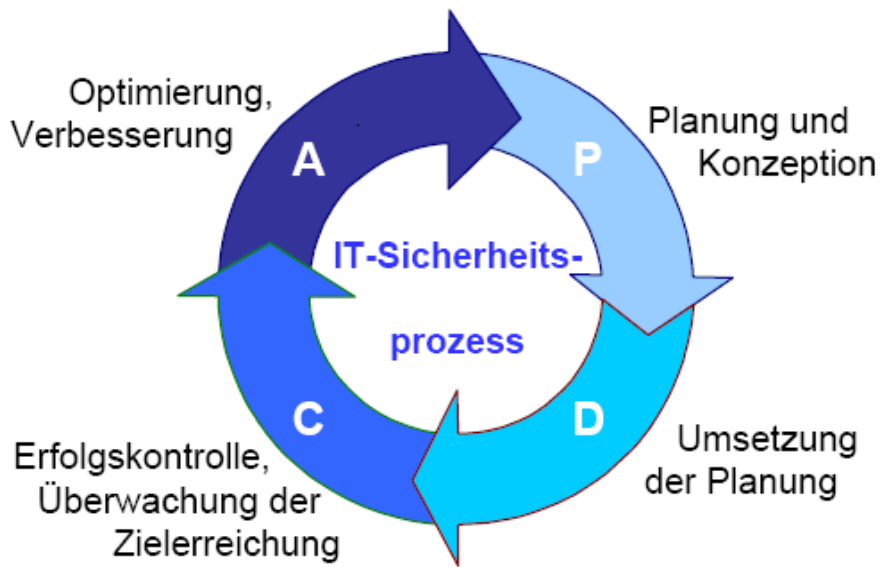 Optimierung,
Verbesserung
A
P
Planung und
Konzeption
IT-Sicherheits-
prozess
C
D
Erfolgskontrolle,
Überwachung der
Zielerreichung
Umsetzung
der Planung